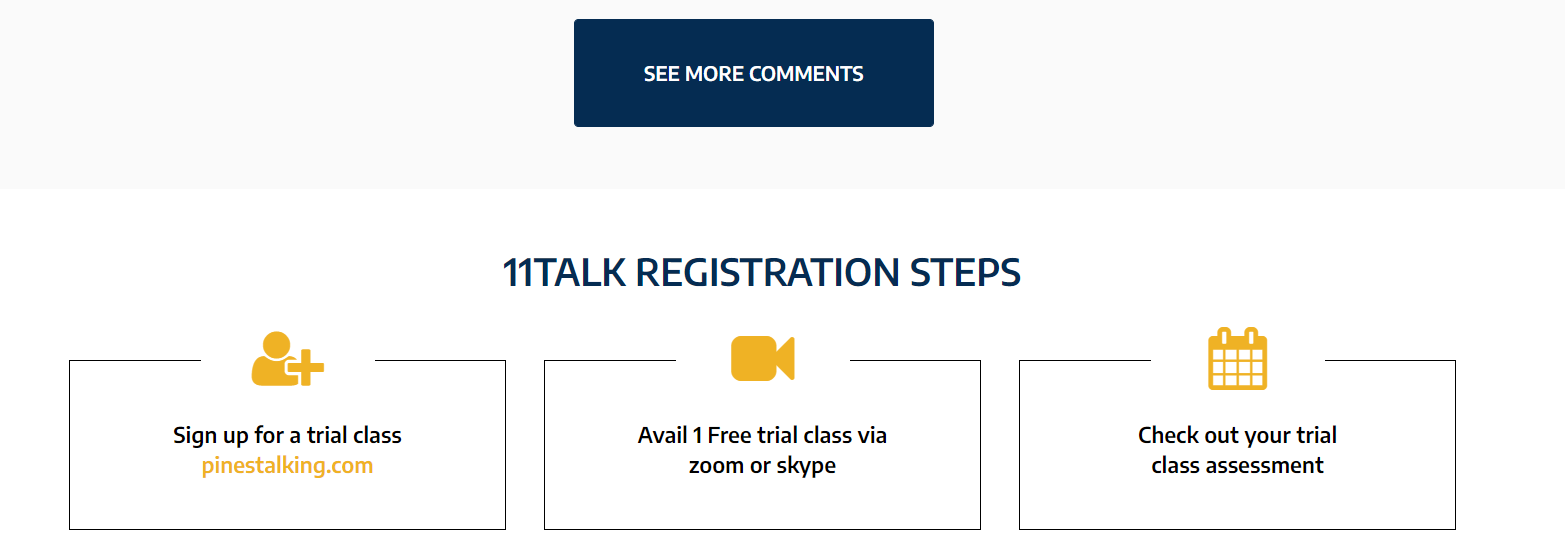 SEE MORE COMMENTS
11TALK REGISTRATION STEPS
Sign up for a trial class
pinestalking.com
Avail 1 Free trial class via
zoom or skype
Check out your trial
class assessment